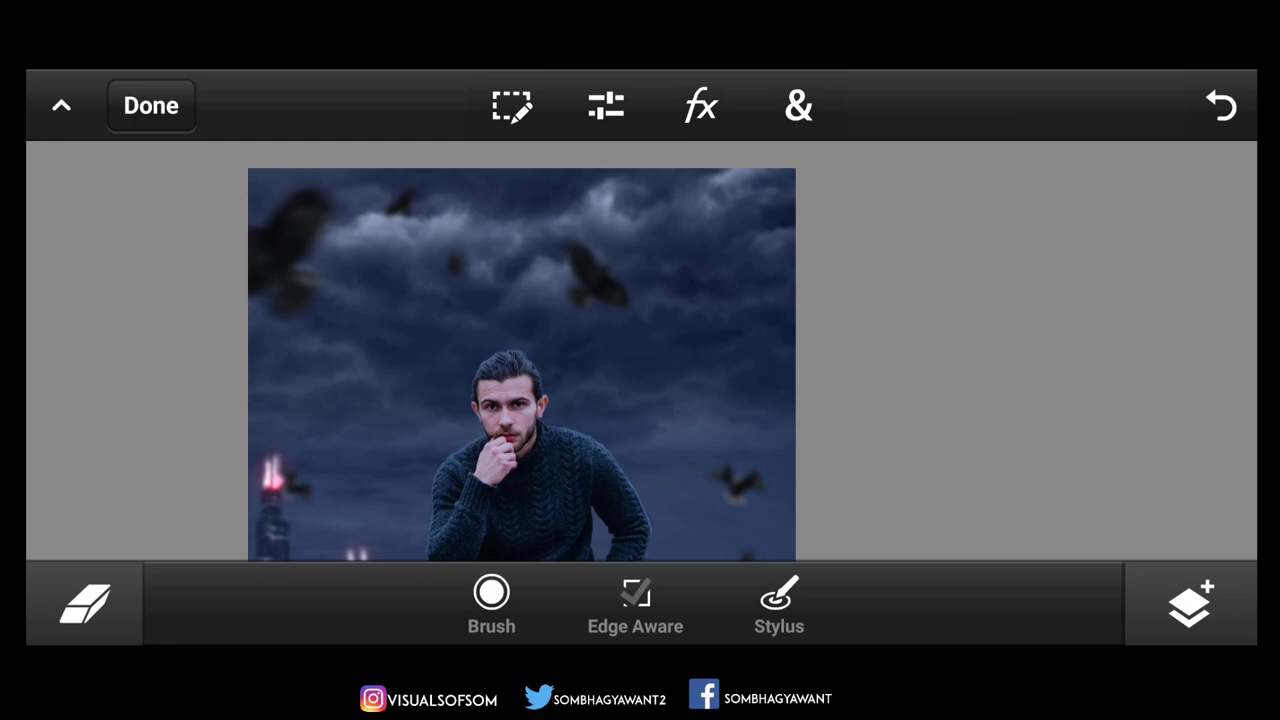 Done
fx
&
Brush
Edge Aware
Stylus
VISUALSOFSOM
SOMBHAGYAWANT2
SOMBHAGYAWANT